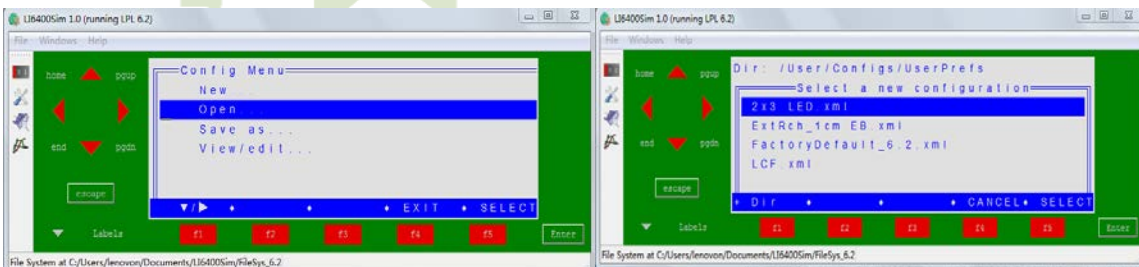 LI6400Sim 1.0 (running LPL 6.2)
File Windows Help
home pgup
end pgdn
escape
Labels
Config Menu
New...
Open...
Save as...
View/edit...
EXIT SELECT
f1 f2 f3 f4 f5 Enter
File System at C:/Users/lenovon/Documents/LI6400Sim/FileSys_6.2
LI6400Sim 1.0 (running LPL 6.2)
File Windows Help
home pgup
end pgdn
escape
Labels
Dir: /User/Configs/UserPrefs
Select a new configuration
2x3 LED.xml
ExtRch_1cm EB.xml
FactoryDefault_6.2.xml
LCF.xml
Dir CANCEL SELECT
f1 f2 f3 f4 f5 Enter
File System at C:/Users/lenovon/Documents/LI6400Sim/FileSys_6.2